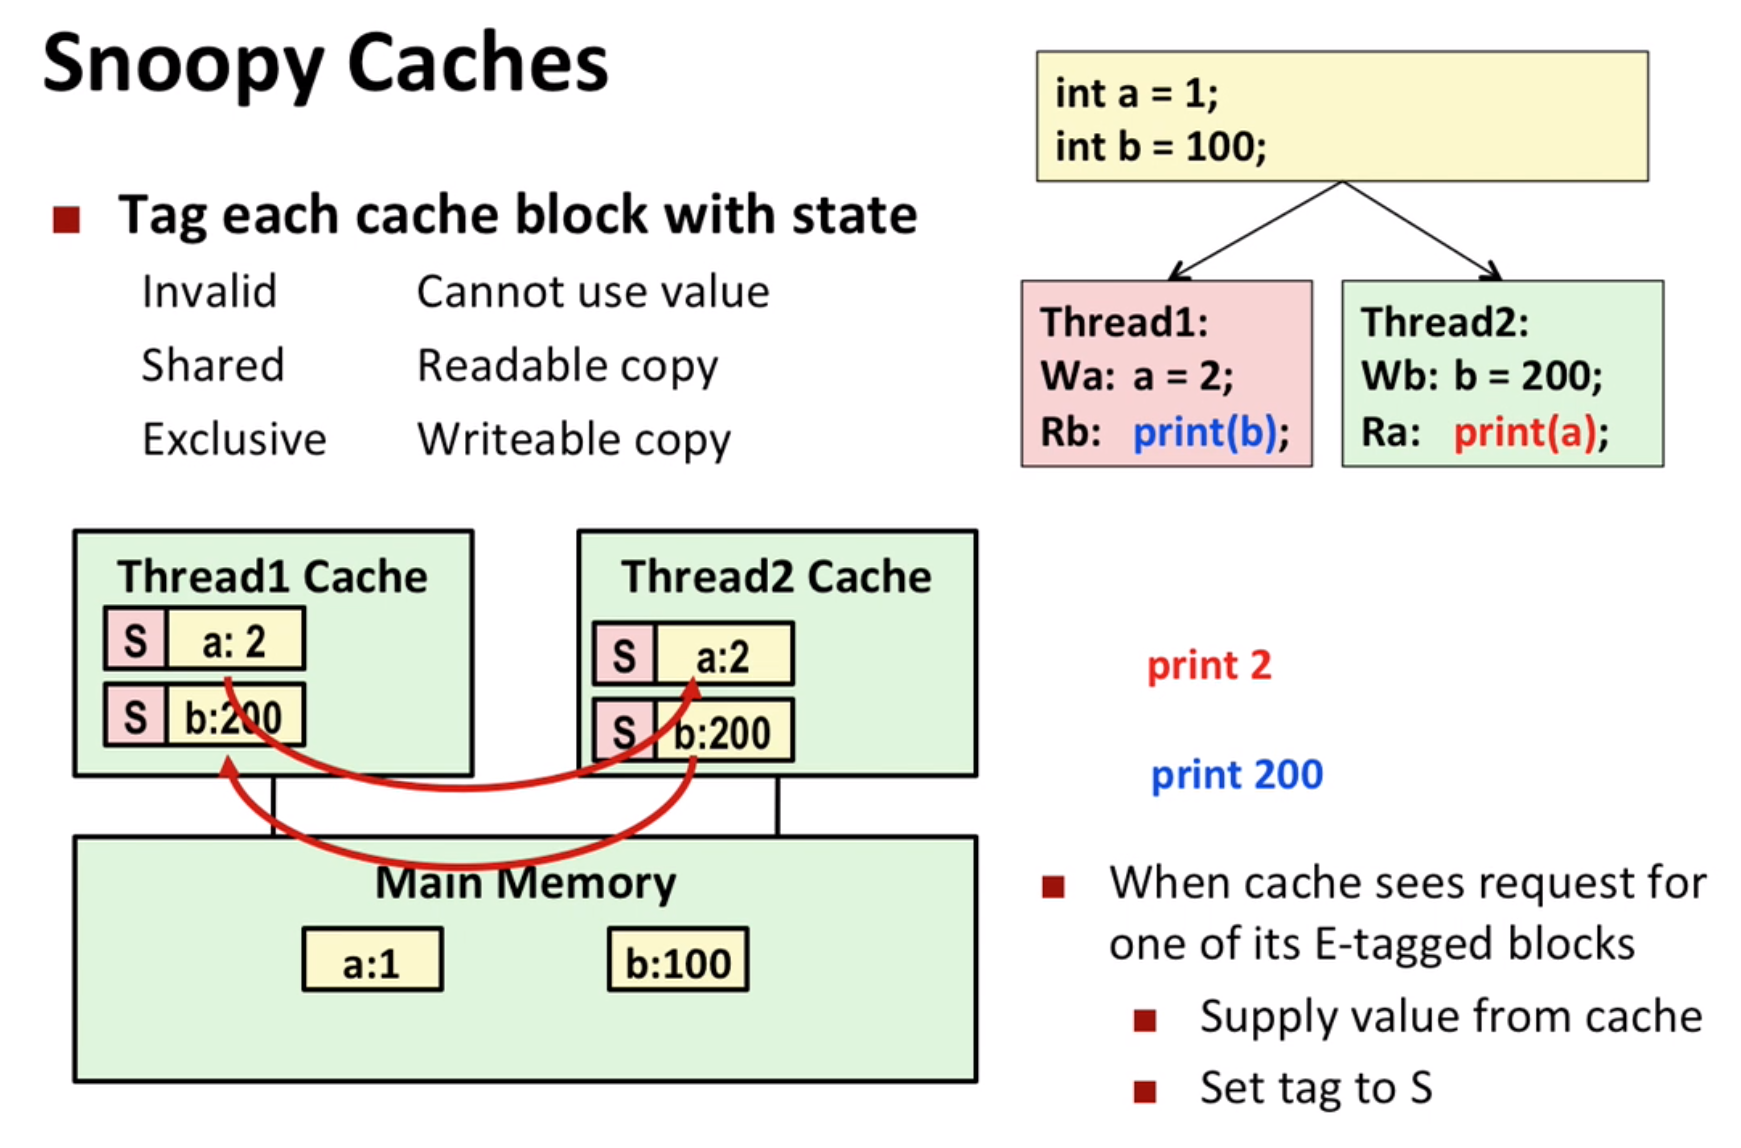 Snoopy Caches
Tag each cache block with state
Invalid Cannot use value
Shared Readable copy
Exclusive Writeable copy
int a = 1;
int b = 100;
Thread1:
Wa: a = 2;
Rb: print(b);
Thread2:
Wb: b = 200;
Ra: print(a);
Thread1 Cache
S a: 2
S b:200
Thread2 Cache
S a:2
S b:200
Main Memory
a:1
b:100
print 2
print 200
When cache sees request for
one of its E-tagged blocks
Supply value from cache
Set tag to S